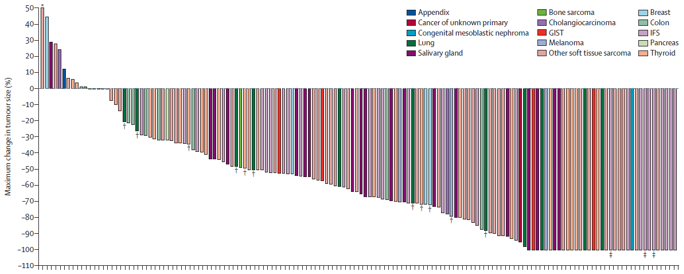 50
40
30
20
10
0
-10
-20
-30
-40
-50
-60
-70
-80
-90
-100
-110
Maximum change in tumour size (%)
Appendix
Cancer of unknown primary
Congenital mesoblastic nephroma
Lung
Salivary gland
Bone sarcoma
Cholangiocarcinoma
GIST
Melanoma
Other soft tissue sarcoma
Breast
Colon
IFS
Pancreas
Thyroid
† † † † † † † † † † †
‡ ‡ ‡